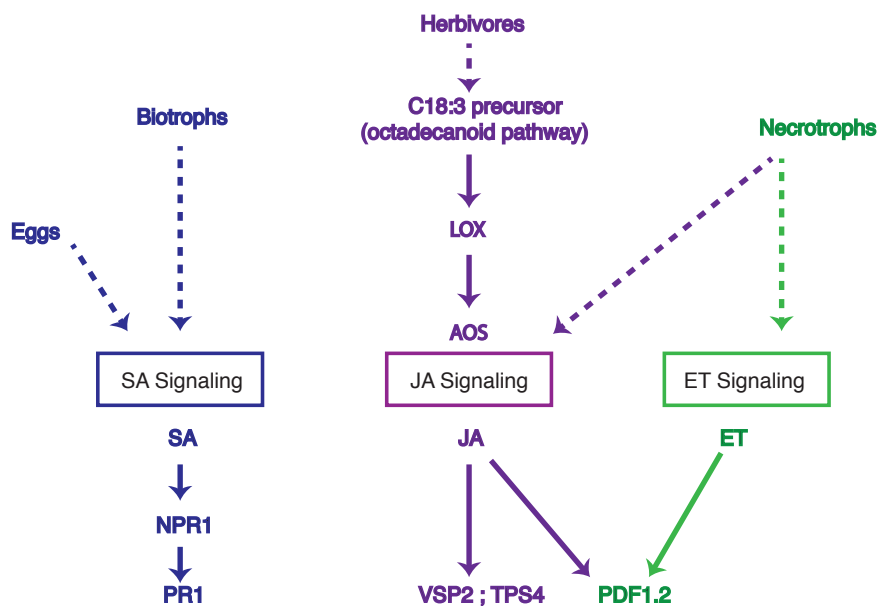 Herbivores
C18:3 precursor
(octadecanoid pathway)
Biotrophs
Necrotrophs
Eggs
LOX
AOS
SA Signaling
JA Signaling
ET Signaling
SA
JA
ET
NPR1
PR1
VSP2 ; TPS4
PDF1.2